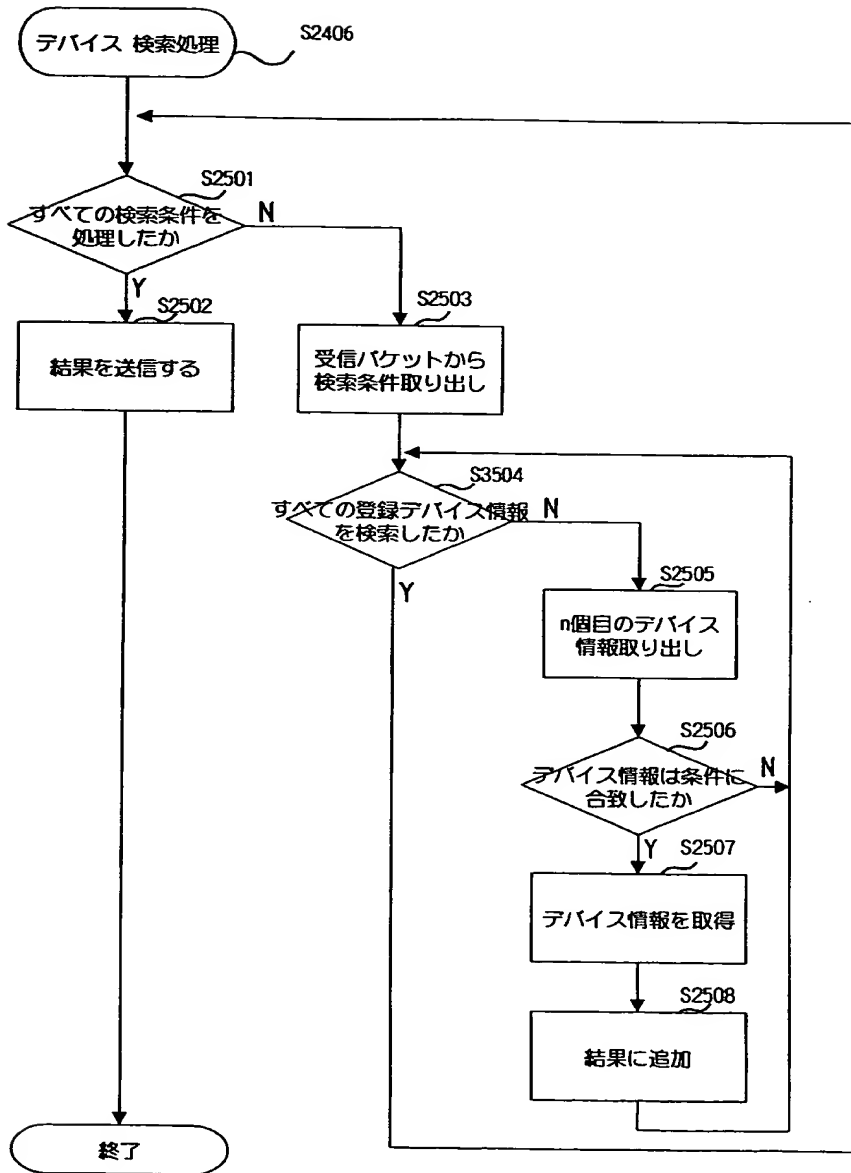 デバイス 検索処理
S2406
S2501
すべての検索条件を
処理したか
N
Y
S2502
結果を送信する
S2503
受信パケットから
検索条件取り出し
S3504
すべての登録デバイス情報
を検索したか
N
Y
S2505
n個目のデバイス
情報取り出し
S2506
デバイス情報は条件に
合致したか
N
Y
S2507
デバイス情報を取得
S2508
結果に追加
終了